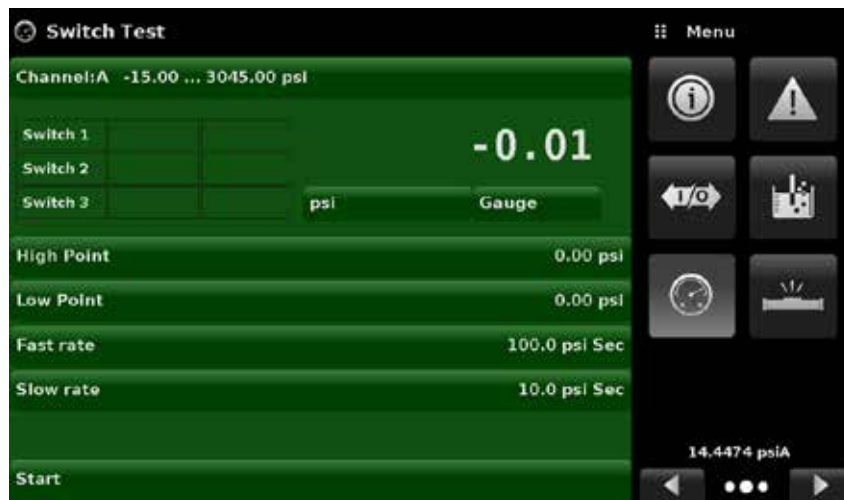 Switch Test
Menu
Channel:A -15.00 ... 3045.00 psi
Switch 1
-0.01
Switch 2
Switch 3
psi
Gauge
I/O
High Point 0.00 psi
Low Point 0.00 psi
Fast rate 100.0 psi Sec
Slow rate 10.0 psi Sec
14.4474 psiA
Start